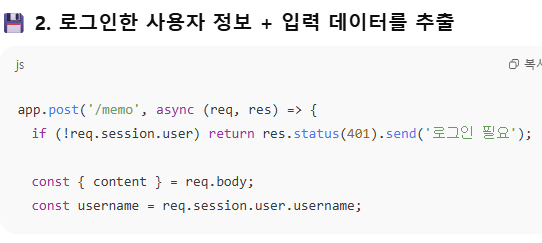 💾 2. 로그인한 사용자 정보 + 입력 데이터를 추출
js
app.post('/memo', async (req, res) => {
  if (!req.session.user) return res.status(401).send('로그인 필요');
  const { content } = req.body;
  const username = req.session.user.username;